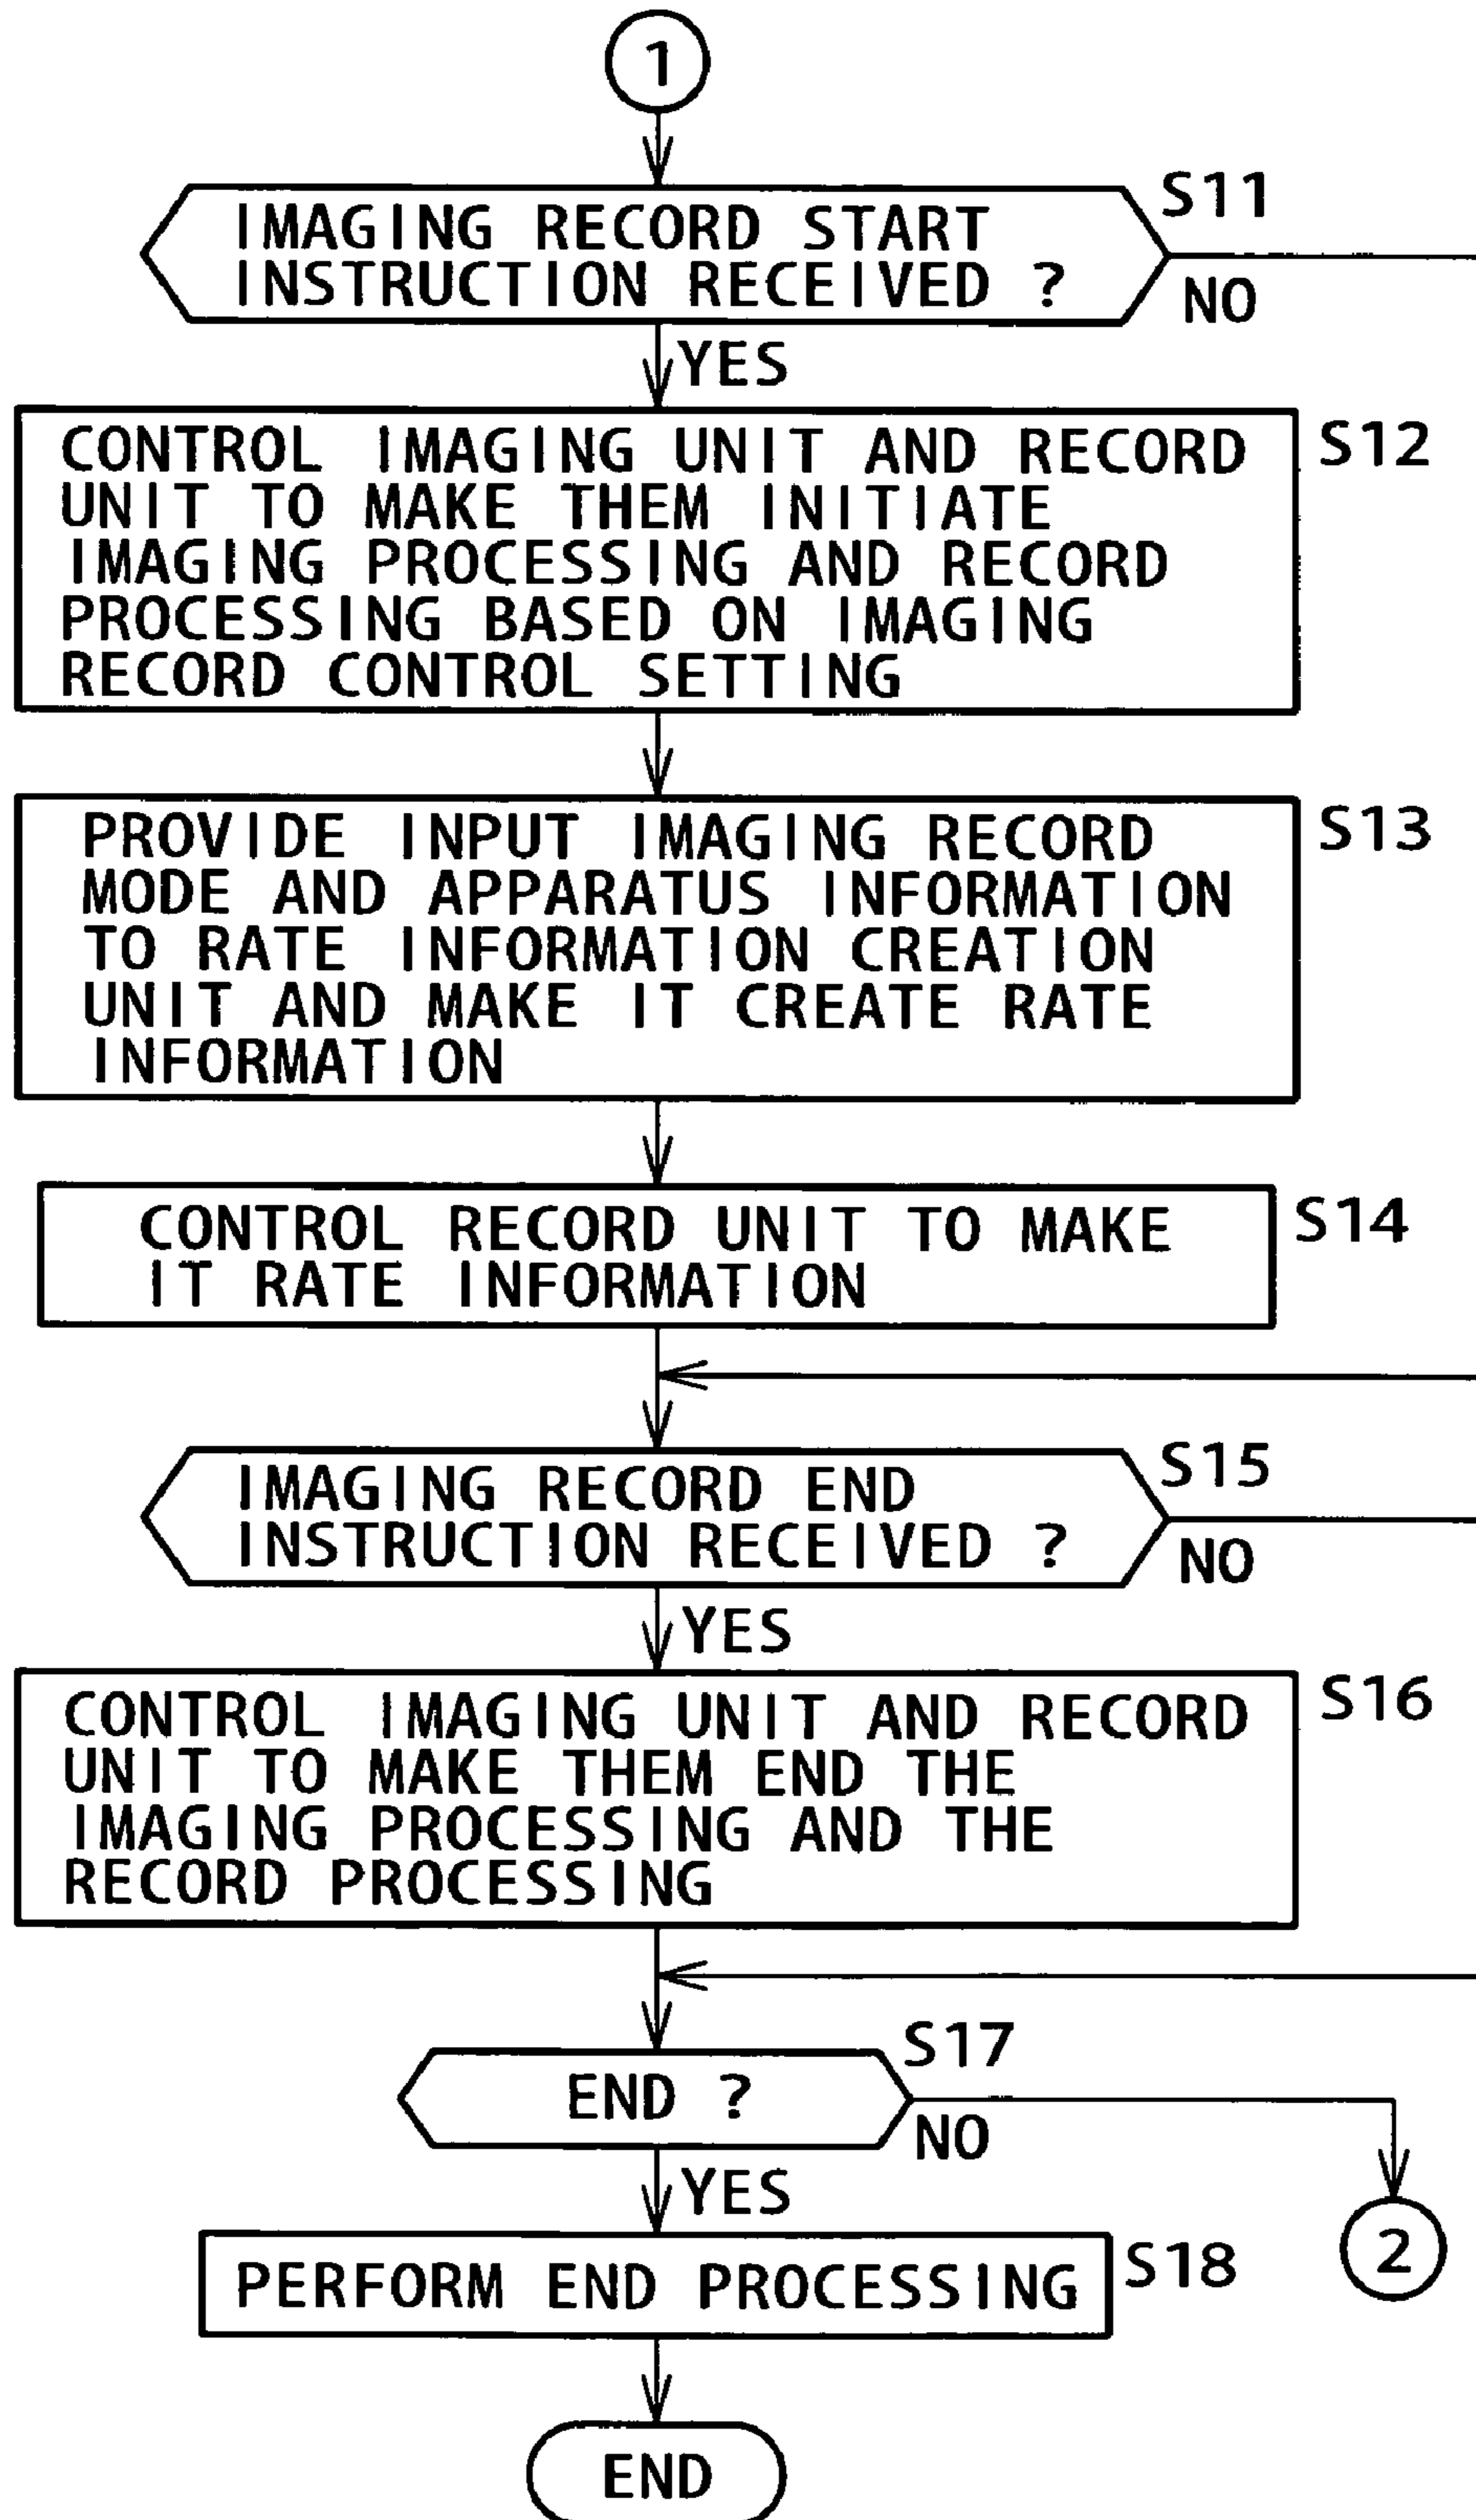 1
S11
IMAGING RECORD START
INSTRUCTION RECEIVED ?
NO
YES
S12
CONTROL IMAGING UNIT AND RECORD
UNIT TO MAKE THEM INITIATE
IMAGING PROCESSING AND RECORD
PROCESSING BASED ON IMAGING
RECORD CONTROL SETTING
S13
PROVIDE INPUT IMAGING RECORD
MODE AND APPARATUS INFORMATION
TO RATE INFORMATION CREATION
UNIT AND MAKE IT CREATE RATE
INFORMATION
S14
CONTROL RECORD UNIT TO MAKE
IT RATE INFORMATION
S15
IMAGING RECORD END
INSTRUCTION RECEIVED ?
NO
YES
S16
CONTROL IMAGING UNIT AND RECORD
UNIT TO MAKE THEM END THE
IMAGING PROCESSING AND THE
RECORD PROCESSING
S17
END ?
NO
YES
2
S18
PERFORM END PROCESSING
END